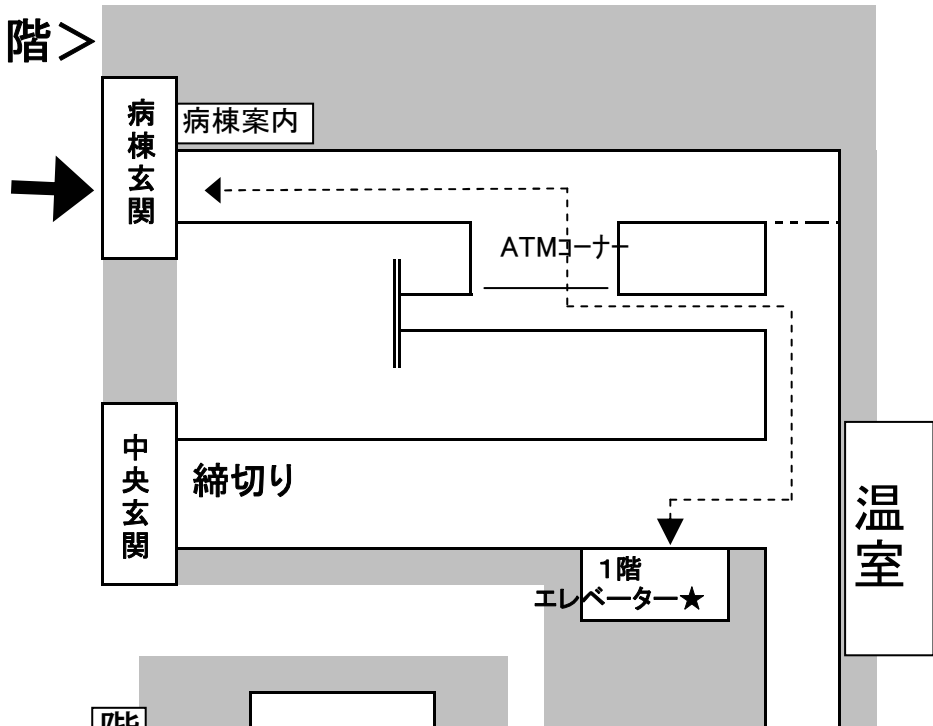 階＞
病棟玄関
病棟案内
ATMコーナー
中央玄関
締切り
温室
1階
エレベーター★
階